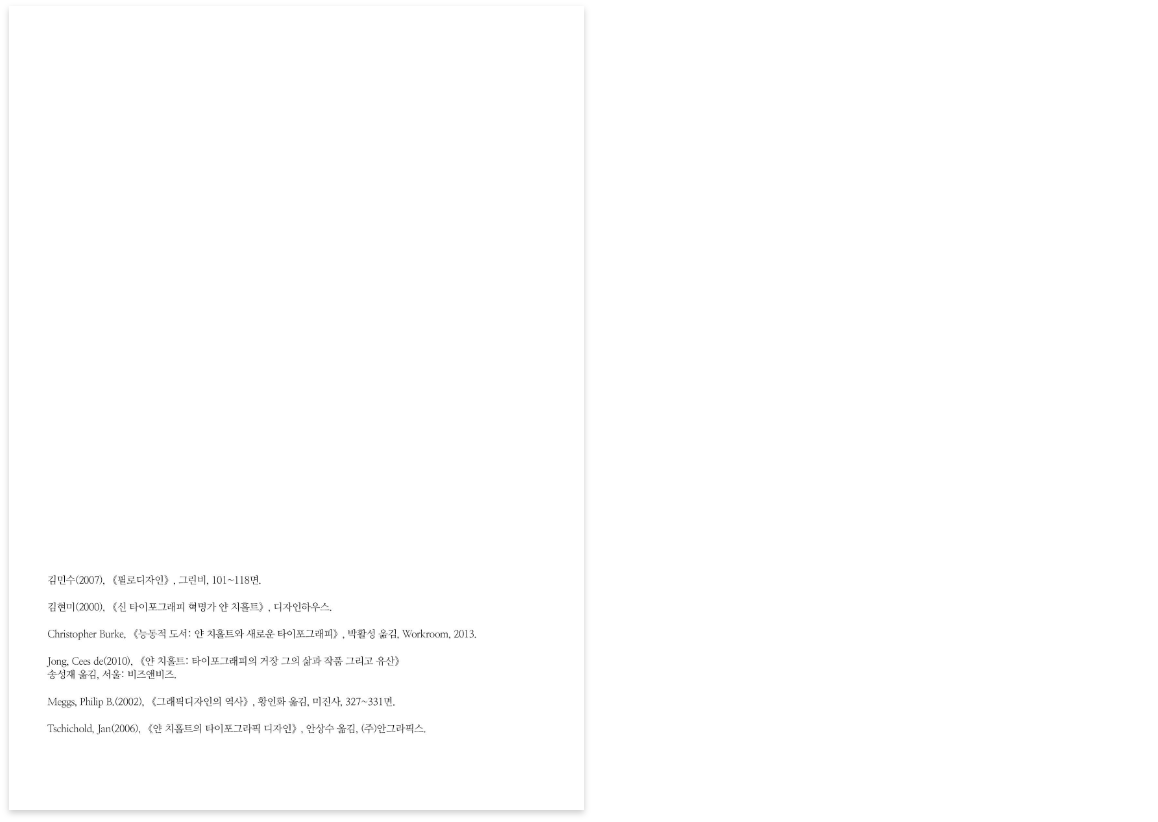 김민수(2007), 《필로디자인》, 그린비, 101~118면.
김현미(2000), 《신 타이포그래피 혁명가 얀 치홀트》, 디자인하우스.
Christopher Burke, 《능동적 도서: 얀 치홀트와 새로운 타이포그래피》, 박활성 옮김, Workroom, 2013.
Jong, Cees de(2010), 《얀 치홀트: 타이포그래피의 거장 그의 삶과 작품 그리고 유산》
송성재 옮김, 서울: 비즈앤비즈.
Meggs, Philip B.(2002), 《그래픽디자인의 역사》, 황인화 옮김, 미진사, 327~331면.
Tschichold, Jan(2006), 《얀 치홀트의 타이포그라픽 디자인》, 안상수 옮김, (주)안그라픽스.